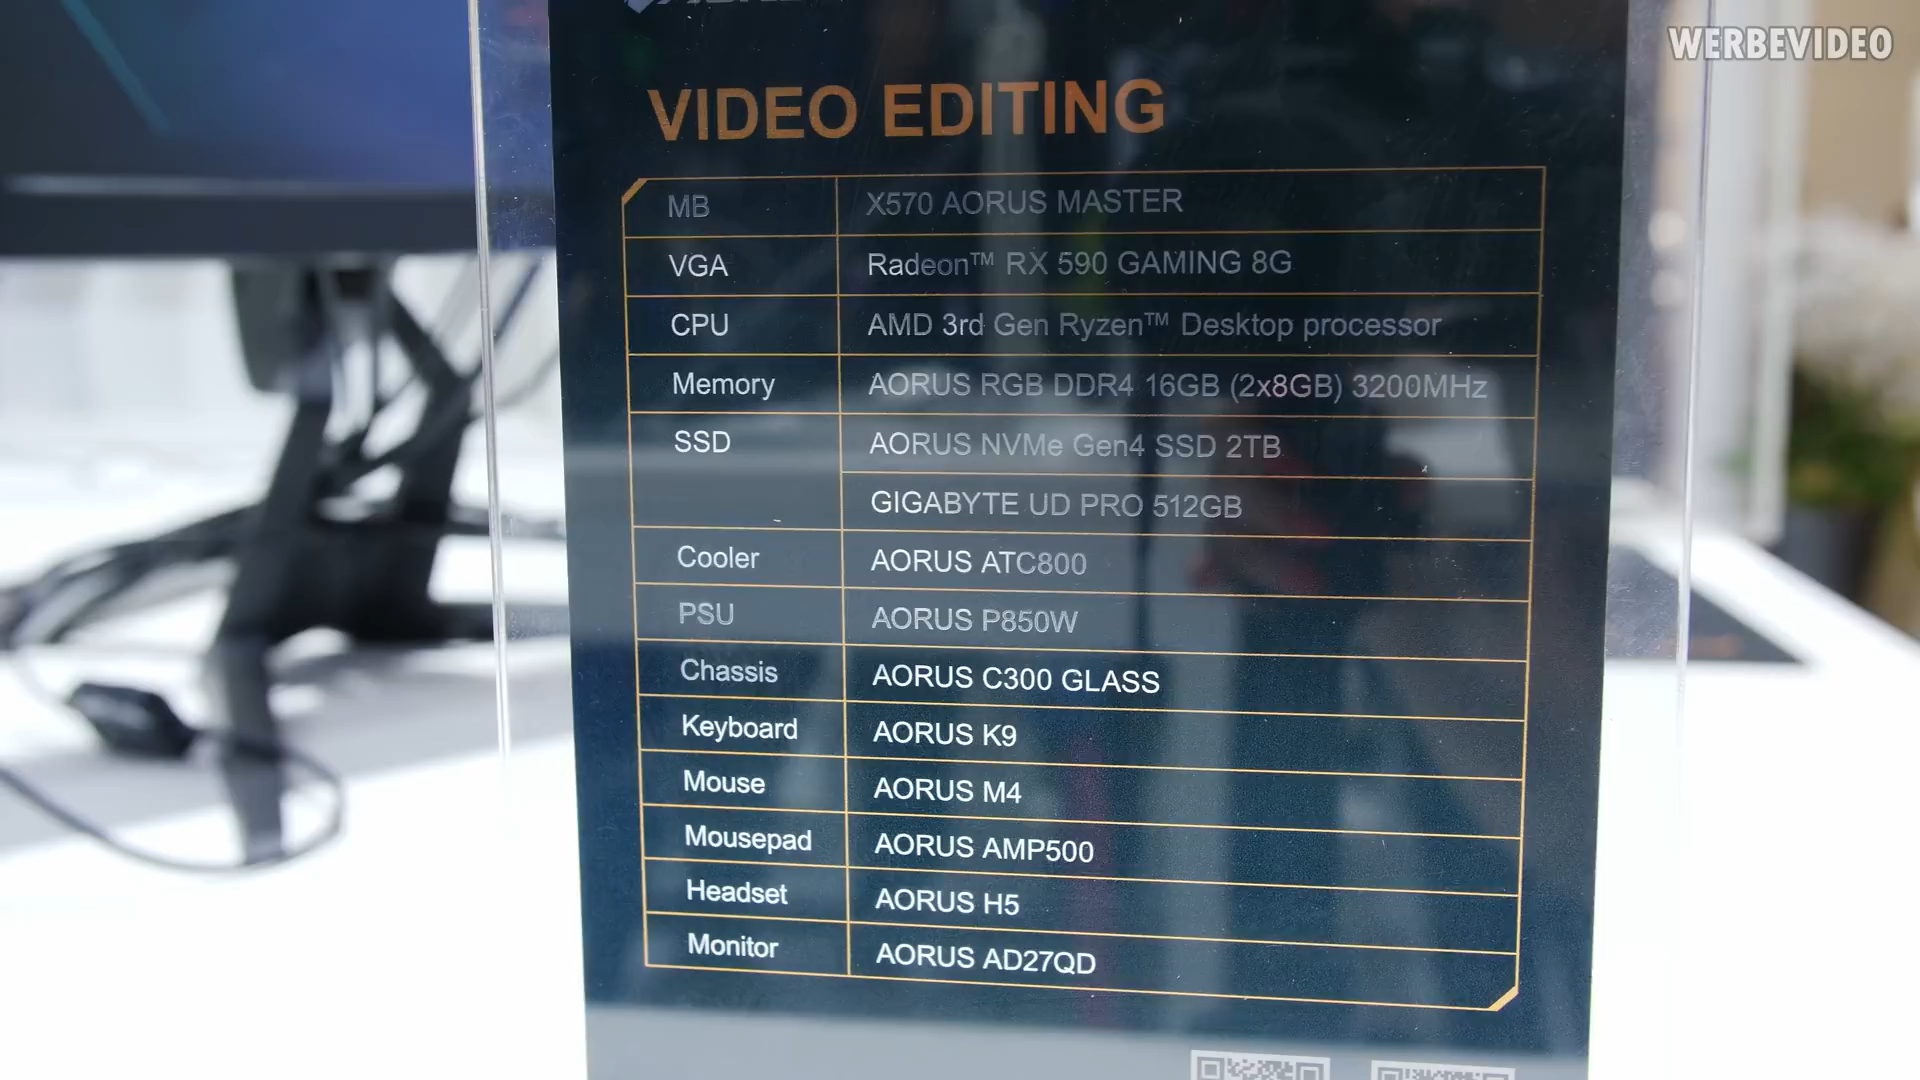 WERBEVIDEO
VIDEO EDITING
MB X570 AORUS MASTER
VGA Radeon™ RX 590 GAMING 8G
CPU AMD 3rd Gen Ryzen™ Desktop processor
Memory AORUS RGB DDR4 16GB (2x8GB) 3200MHz
SSD AORUS NVMe Gen4 SSD 2TB
GIGABYTE UD PRO 512GB
Cooler AORUS ATC800
PSU AORUS P850W
Chassis AORUS C300 GLASS
Keyboard AORUS K9
Mouse AORUS M4
Mousepad AORUS AMP500
Headset AORUS H5
Monitor AORUS AD27QD